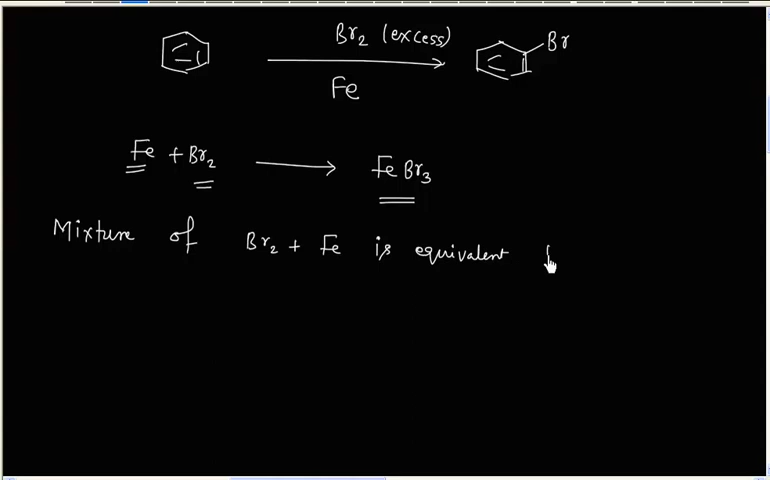 Br2 (excess)
Fe
Br
Fe + Br2 → FeBr3
Mixture of Br2 + Fe is equivalent